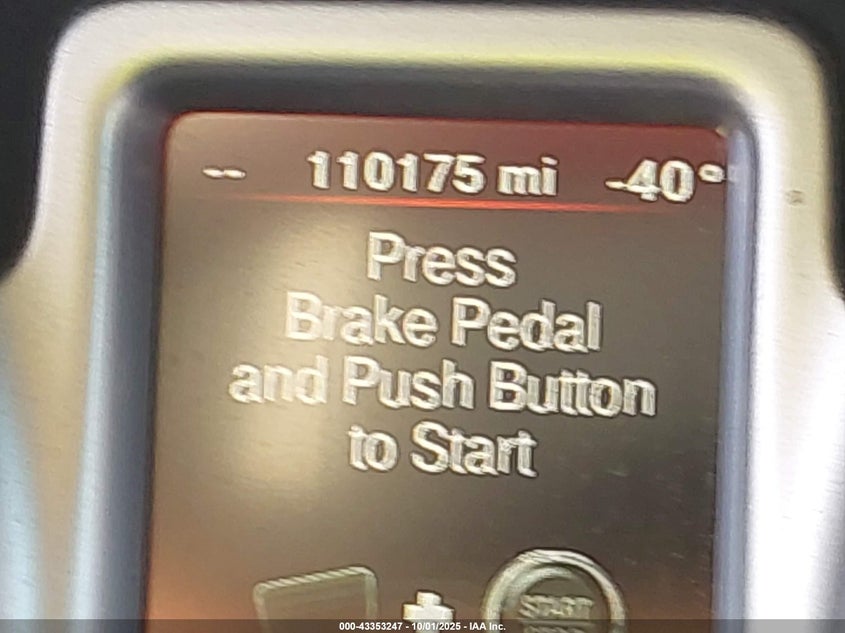 -- 110175 mi -40°
Press
Brake Pedal
and Push Button
to Start
START
STOP
000-43353247 - 10/01/2025 - IAA Inc.